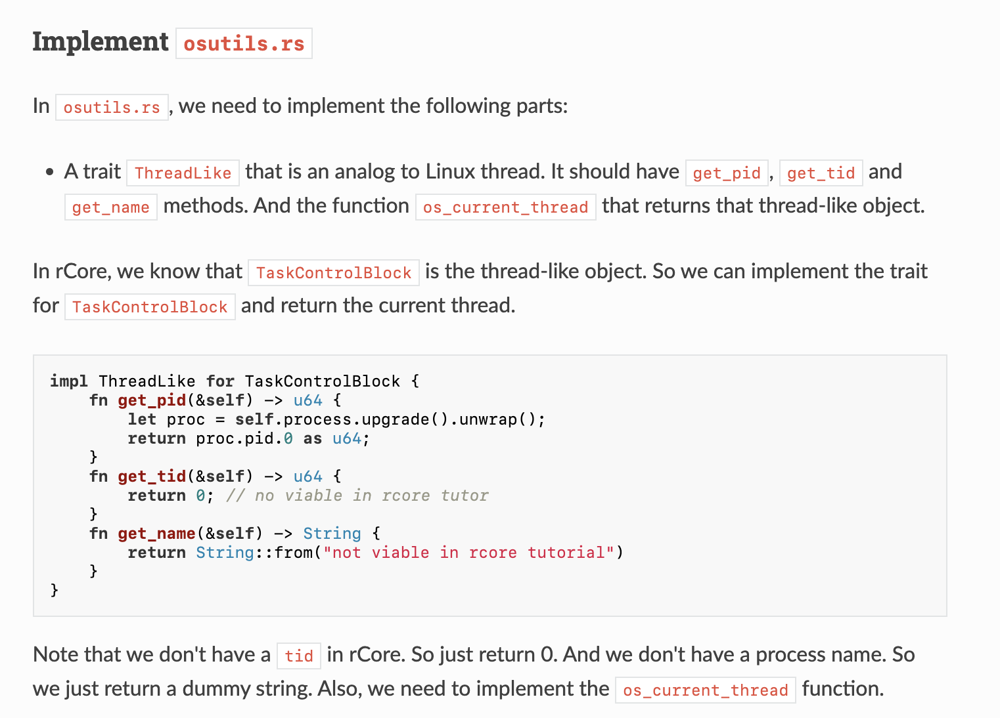 Implement osutils.rs
In osutils.rs, we need to implement the following parts:
• A trait ThreadLike that is an analog to Linux thread. It should have get_pid, get_tid and
get_name methods. And the function os_current_thread that returns that thread-like object.
In rCore, we know that TaskControlBlock is the thread-like object. So we can implement the trait
for TaskControlBlock and return the current thread.
impl ThreadLike for TaskControlBlock {
    fn get_pid(&self) -> u64 {
        let proc = self.process.upgrade().unwrap();
        return proc.pid.0 as u64;
    }
    fn get_tid(&self) -> u64 {
        return 0; // no viable in rcore tutor
    }
    fn get_name(&self) -> String {
        return String::from("not viable in rcore tutorial")
    }
}
Note that we don't have a tid in rCore. So just return 0. And we don't have a process name. So
we just return a dummy string. Also, we need to implement the os_current_thread function.